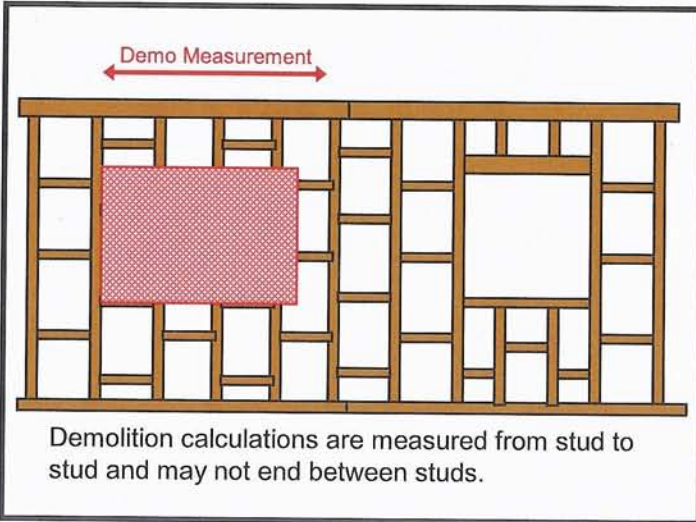 Demo Measurement
Demolition calculations are measured from stud to
stud and may not end between studs.